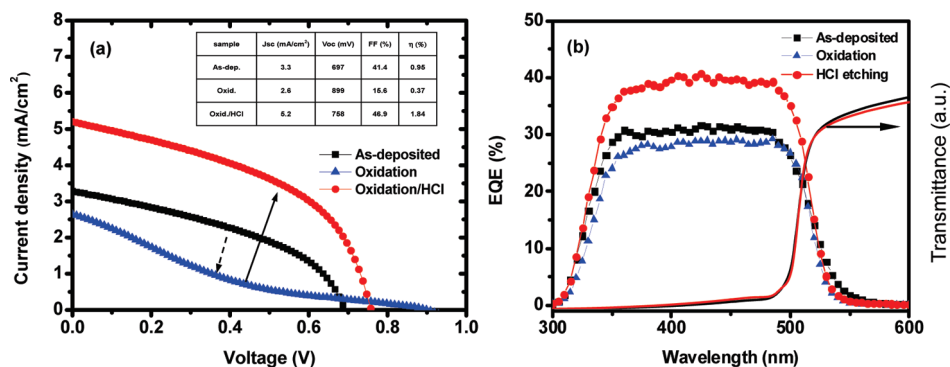 (a)
sample Jsc (mA/cm²) Voc (mV) FF (%) η (%)
As-dep. 3.3 697 41.4 0.95
Oxid. 2.6 899 15.6 0.37
Oxid./HCl 5.2 758 46.9 1.84
As-deposited
Oxidation
Oxidation/HCl
Current density (mA/cm²)
8
7
6
5
4
3
2
1
0
0.0 0.2 0.4 0.6 0.8 1.0
Voltage (V)
(b)
As-deposited
Oxidation
HCl etching
EQE (%)
50
40
30
20
10
0
300 400 500 600
Wavelength (nm)
Transmittance (a.u.)